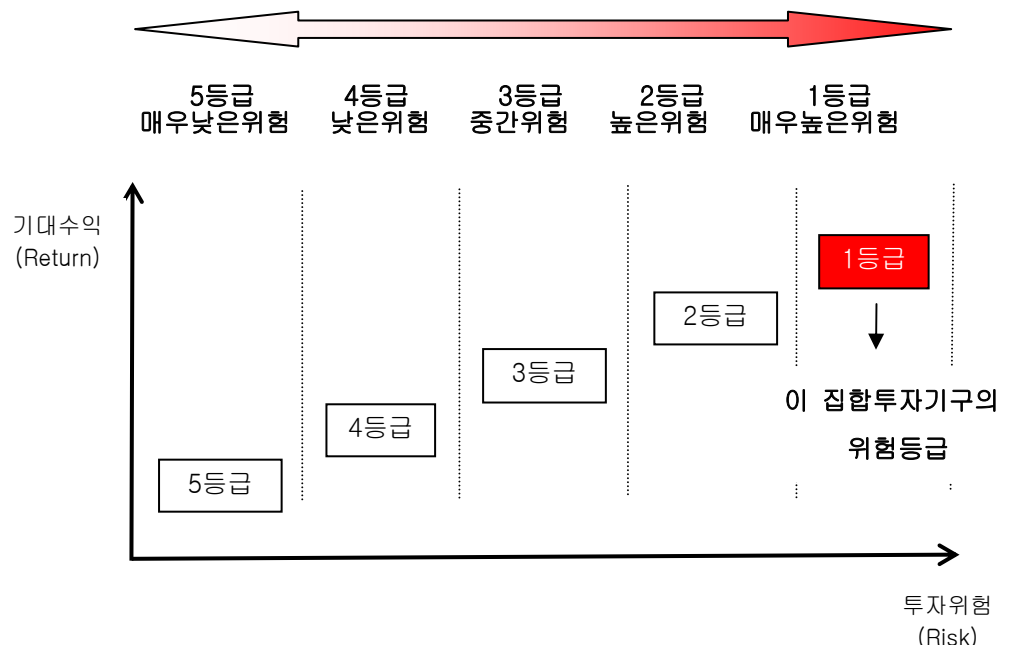 5등급 4등급 3등급 2등급 1등급
매우낮은위험 낮은위험 중간위험 높은위험 매우높은위험
기대수익
(Return)
1등급
2등급
3등급
이 집합투자기구의
4등급
위험등급
5등급
투자위험
(Risk)